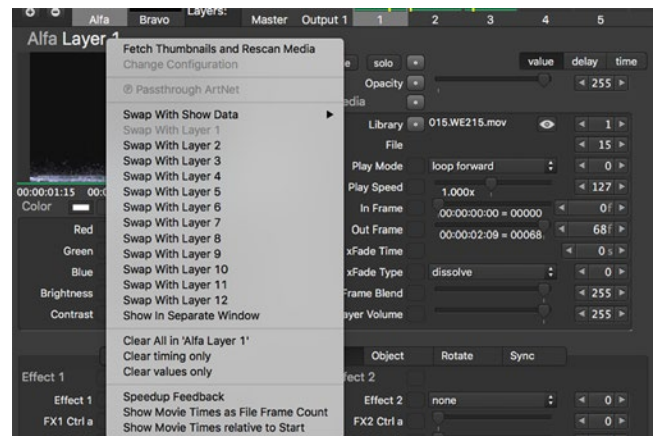 Alfa Bravo Layers: Master Output 1 1 2 3 4 5
Alfa Layer 1
Fetch Thumbnails and Rescan Media
Change Configuration
℗ Passthrough ArtNet
Swap With Show Data
Swap With Layer 1
Swap With Layer 2
Swap With Layer 3
Swap With Layer 4
Swap With Layer 5
Swap With Layer 6
Swap With Layer 7
Swap With Layer 8
Swap With Layer 9
Swap With Layer 10
Swap With Layer 11
Swap With Layer 12
Show In Separate Window
Clear All in 'Alfa Layer 1'
Clear timing only
Clear values only
Speedup Feedback
Show Movie Times as File Frame Count
Show Movie Times relative to Start
00:00:01:15
Color
Red
Green
Blue
Brightness
Contrast
Effect 1
Effect 1
FX1 Ctrl a
solo value delay time
Opacity 255
Library 015.WE215.mov 1
File 15
Play Mode loop forward 0
Play Speed 1.000x 127
In Frame 00:00:00:00 = 00000 0f
Out Frame 00:00:02:09 = 00068. 68f
xFade Time 0 s
xFade Type dissolve 0
Frame Blend 255
ayer Volume 255
Object Rotate Sync
fect 2
Effect 2 none 0
FX2 Ctrl a 0